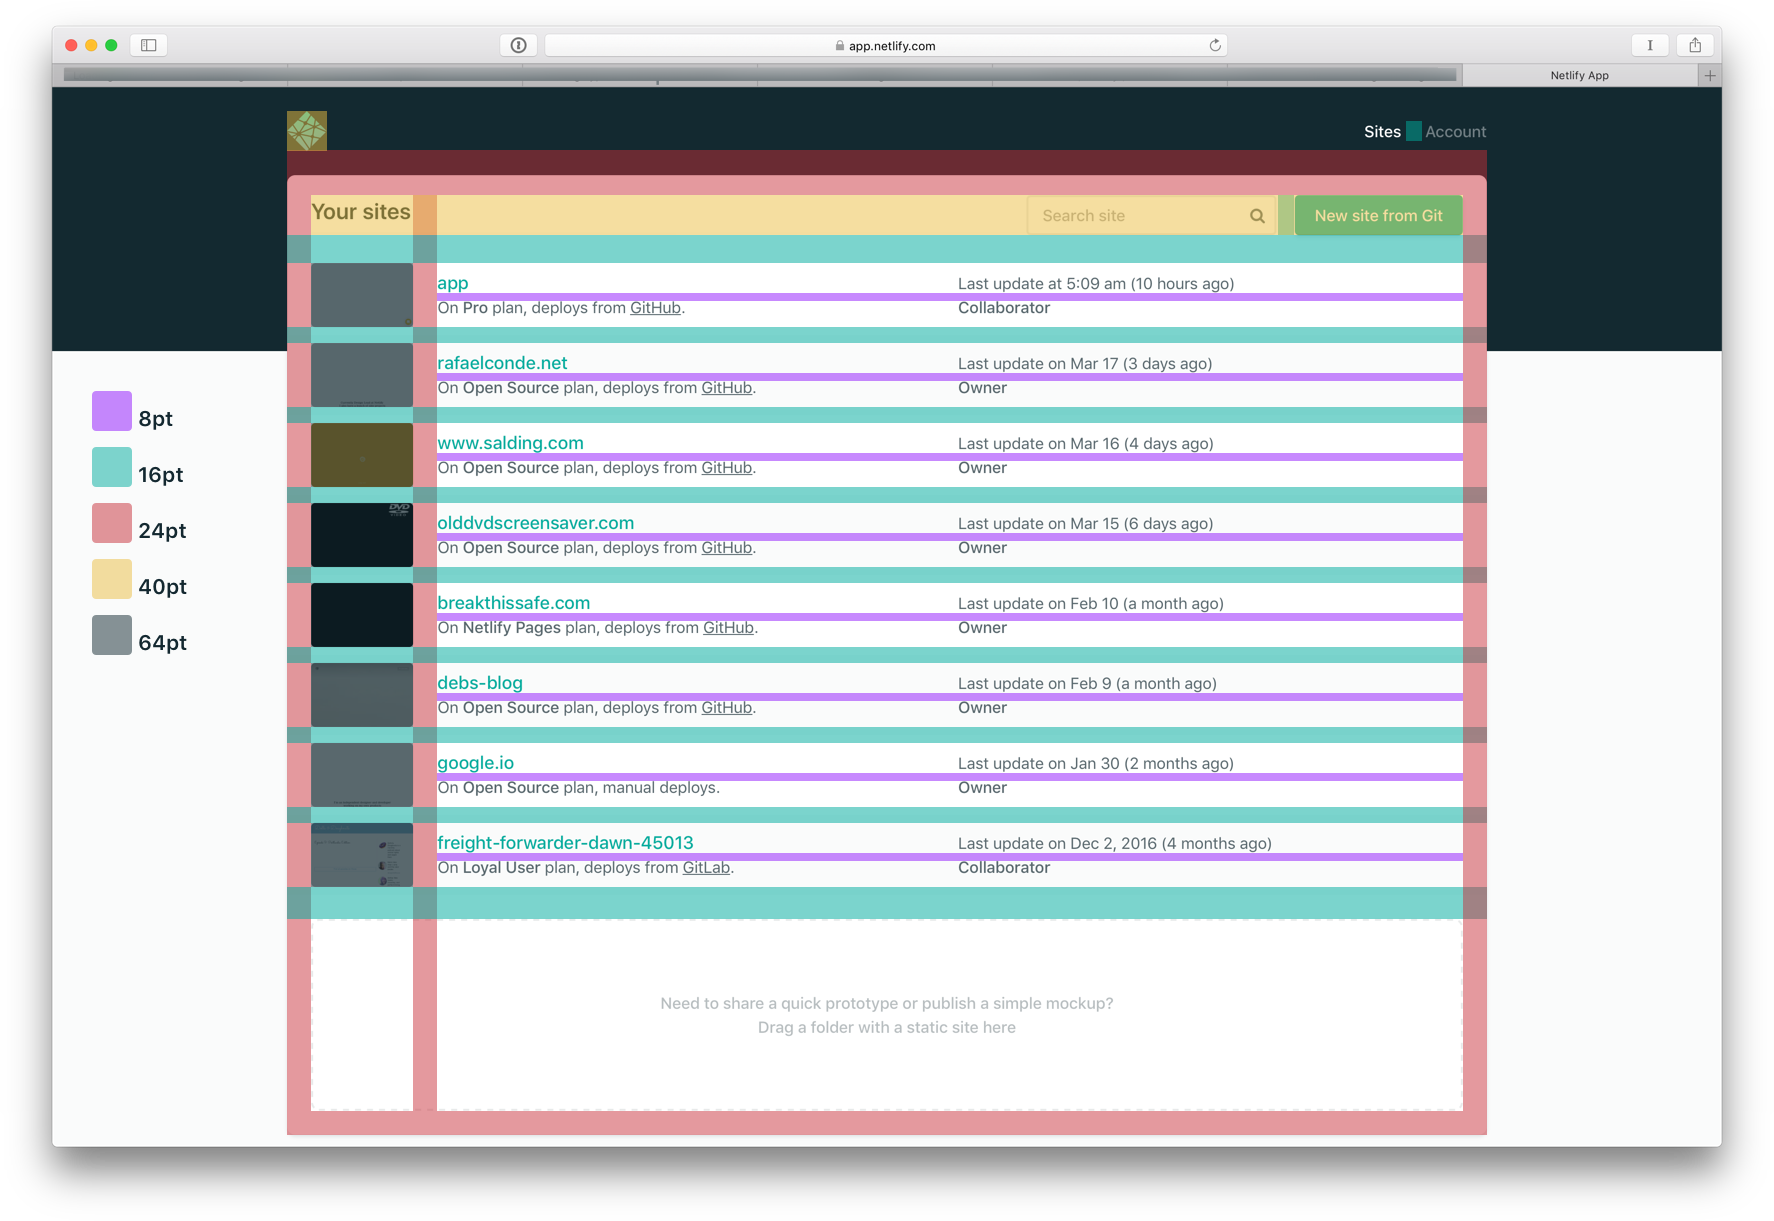 app.netlify.com
Netlify App
Sites Account
Your sites Search site New site from Git
app Last update at 5:09 am (10 hours ago)
On Pro plan, deploys from GitHub. Collaborator
rafaelconde.net Last update on Mar 17 (3 days ago)
On Open Source plan, deploys from GitHub. Owner
www.salding.com Last update on Mar 16 (4 days ago)
On Open Source plan, deploys from GitHub. Owner
DVD
olddvdscreensaver.com Last update on Mar 15 (6 days ago)
On Open Source plan, deploys from GitHub. Owner
breakthissafe.com Last update on Feb 10 (a month ago)
On Netlify Pages plan, deploys from GitHub. Owner
debs-blog Last update on Feb 9 (a month ago)
On Open Source plan, deploys from GitHub. Owner
google.io Last update on Jan 30 (2 months ago)
On Open Source plan, manual deploys. Owner
freight-forwarder-dawn-45013 Last update on Dec 2, 2016 (4 months ago)
On Loyal User plan, deploys from GitLab. Collaborator
Need to share a quick prototype or publish a simple mockup?
Drag a folder with a static site here
8pt
16pt
24pt
40pt
64pt